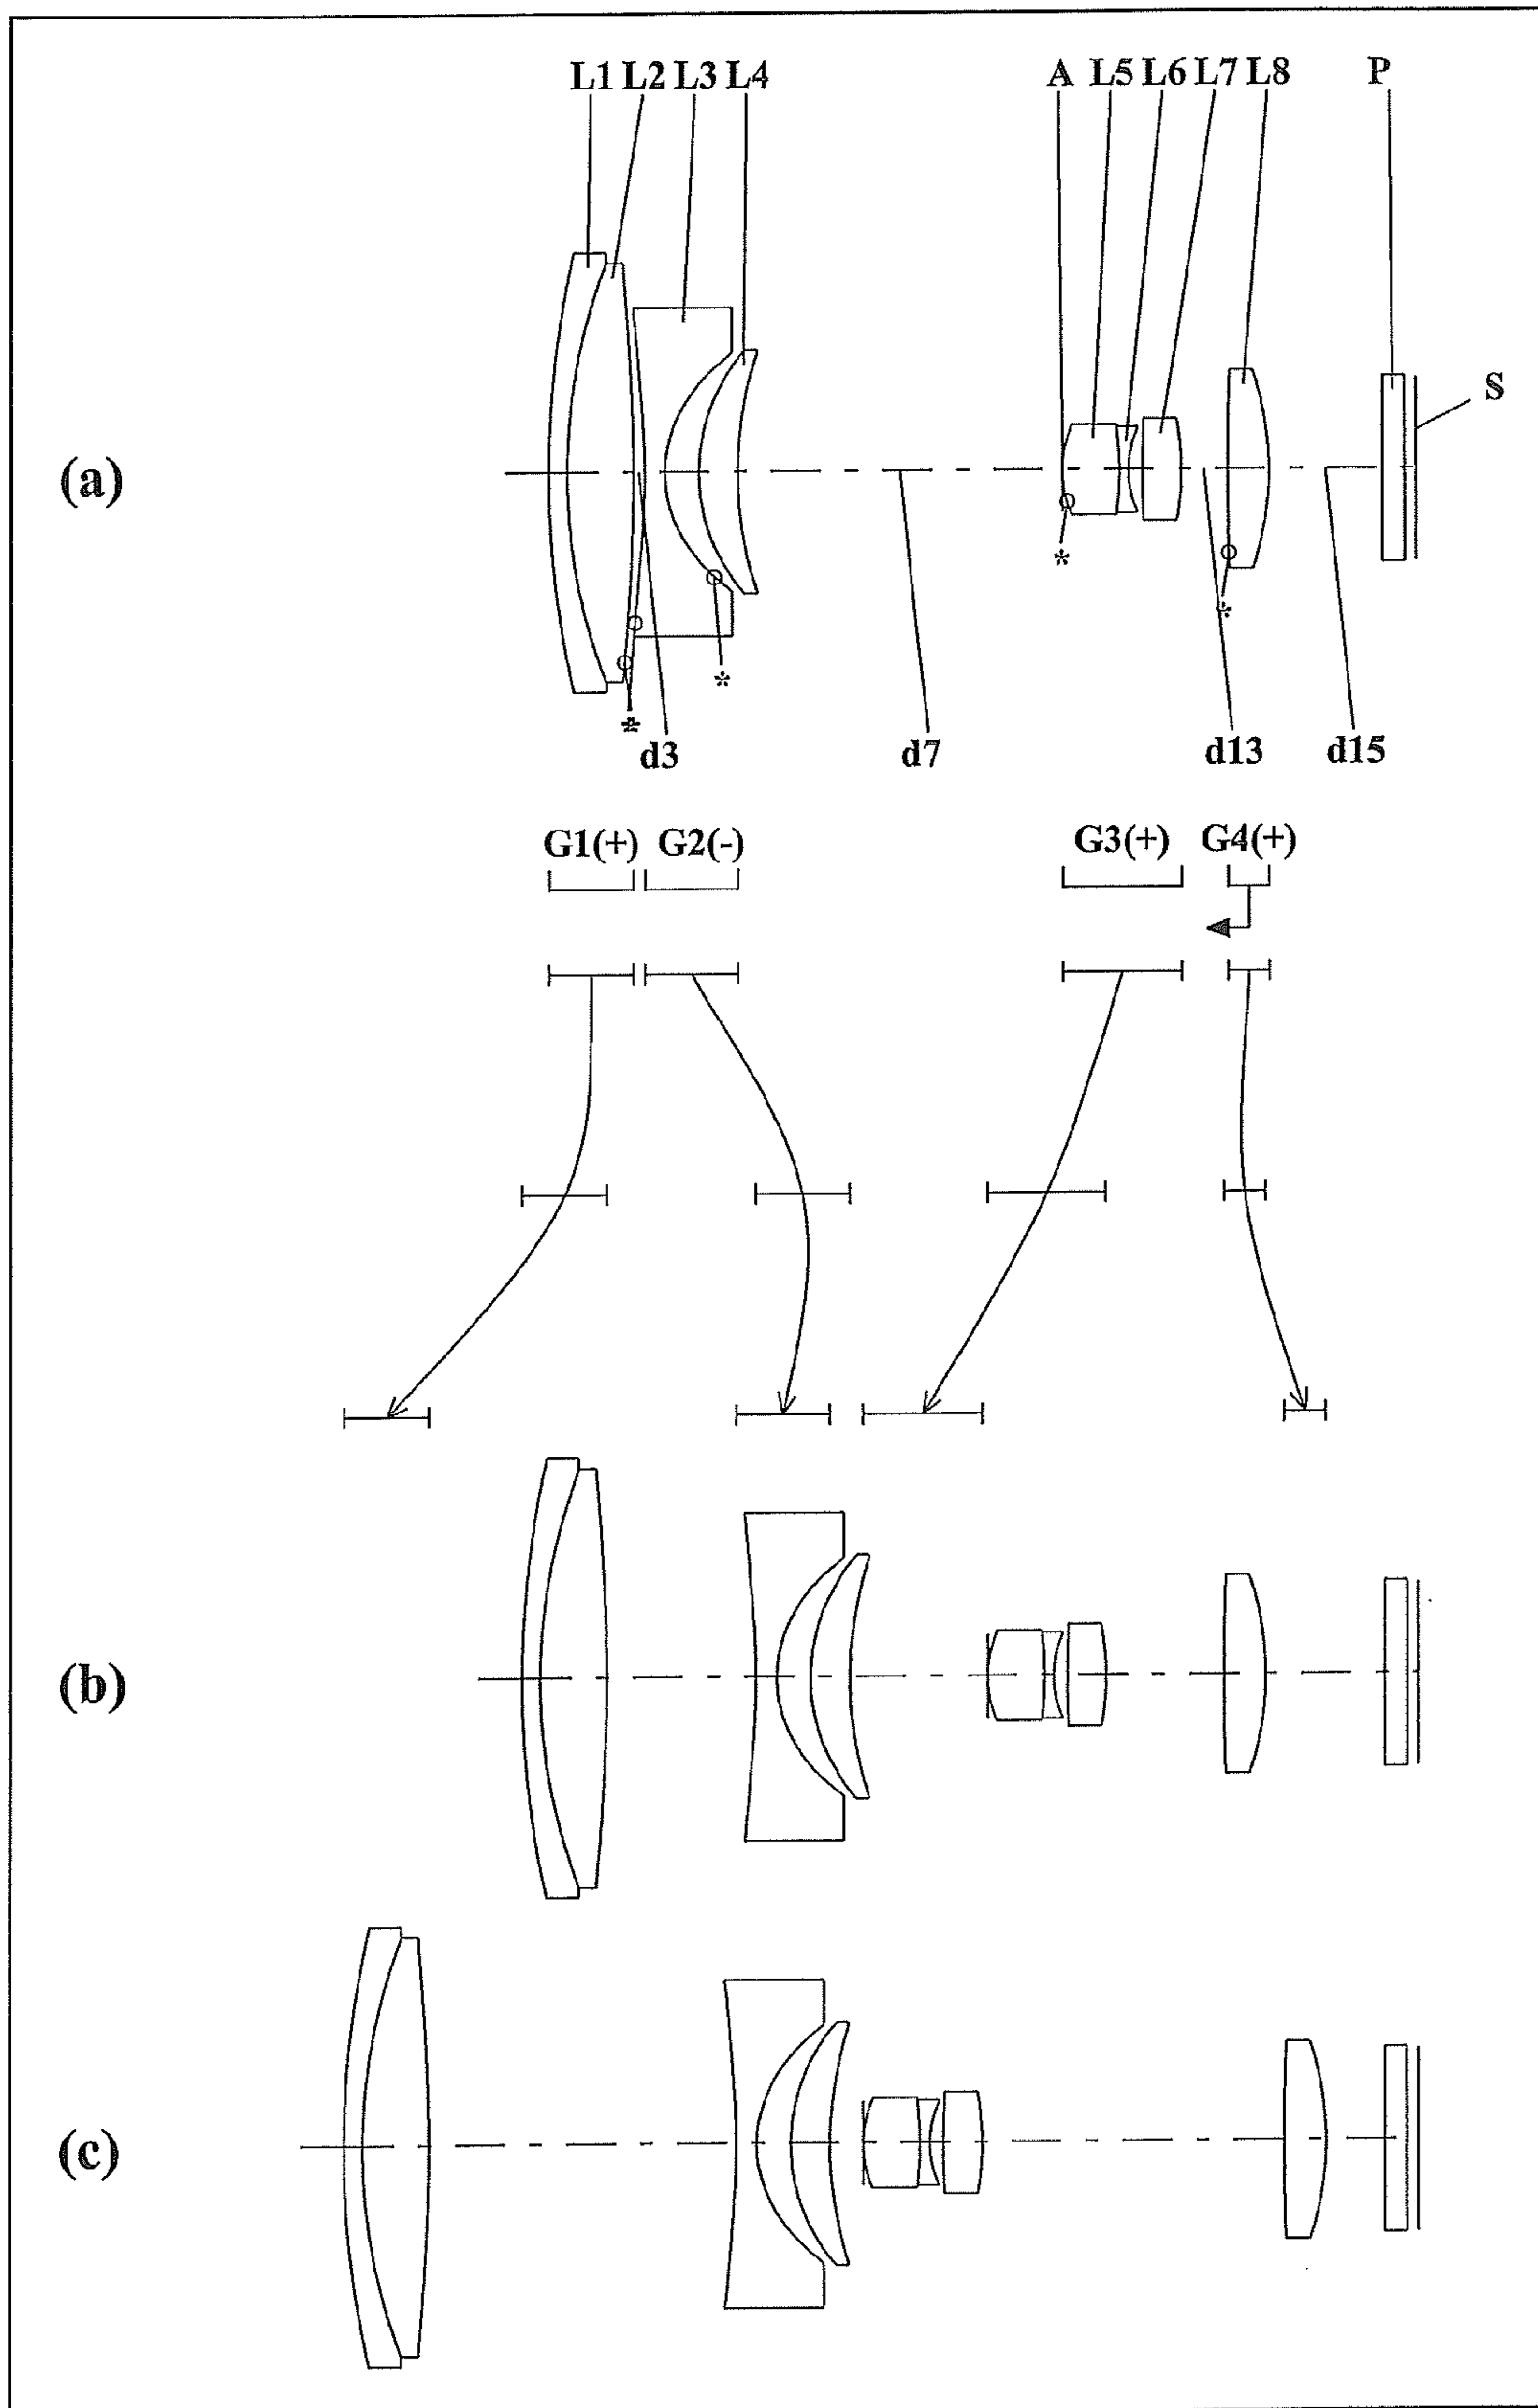 L1 L2 L3 L4 A L5 L6 L7 L8 P
S
(a)
* * * *
d3 d7 d13 d15
G1(+) G2(-) G3(+) G4(+)
(b)
(c)